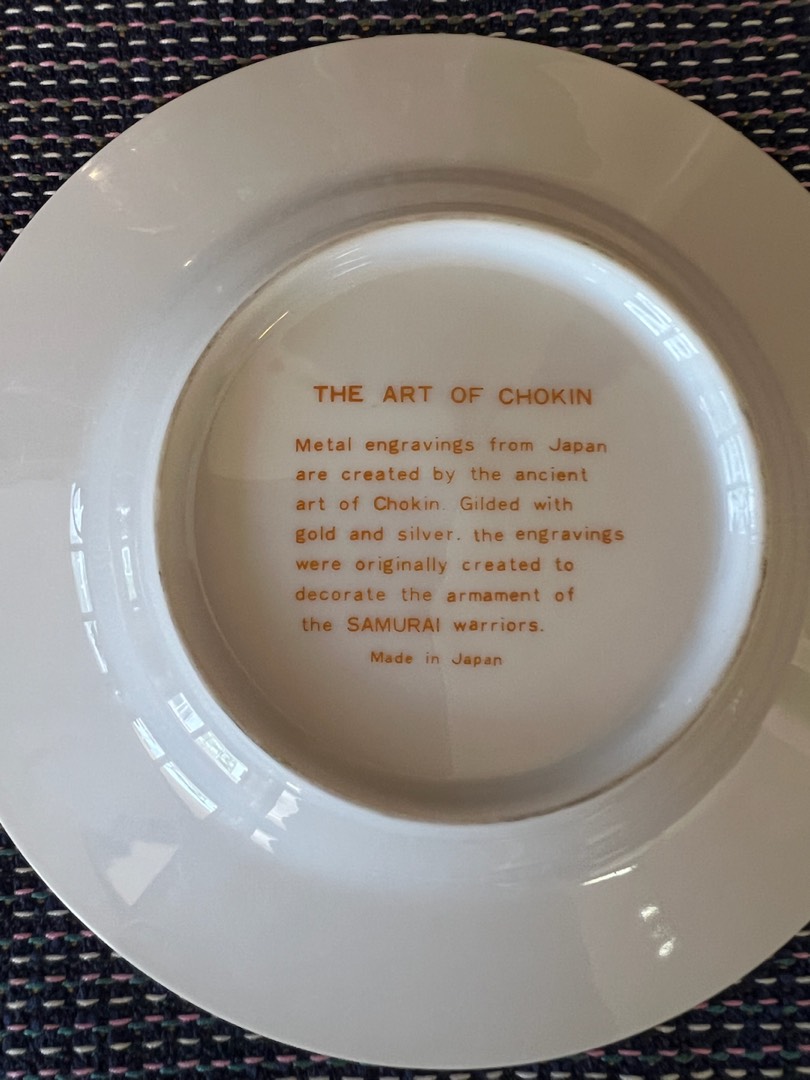 THE ART OF CHOKIN
Metal engravings from Japan
are created by the ancient
art of Chokin. Gilded with
gold and silver. the engravings
were originally created to
decorate the armament of
the SAMURAI warriors.
Made in Japan